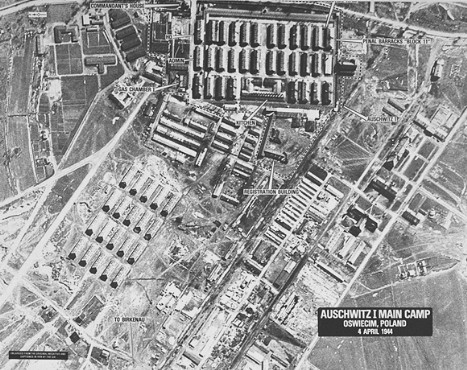 COMMANDANT'S HOUSE
PENAL BARRACKS "BLOCK 11"
ADMIN
GAS CHAMBER 1
AUSCHWITZ I
KITCHEN
REGISTRATION BUILDING
AUSCHWITZ I MAIN CAMP
OSWIECIM, POLAND
4 APRIL 1944
TO BIRKENAU